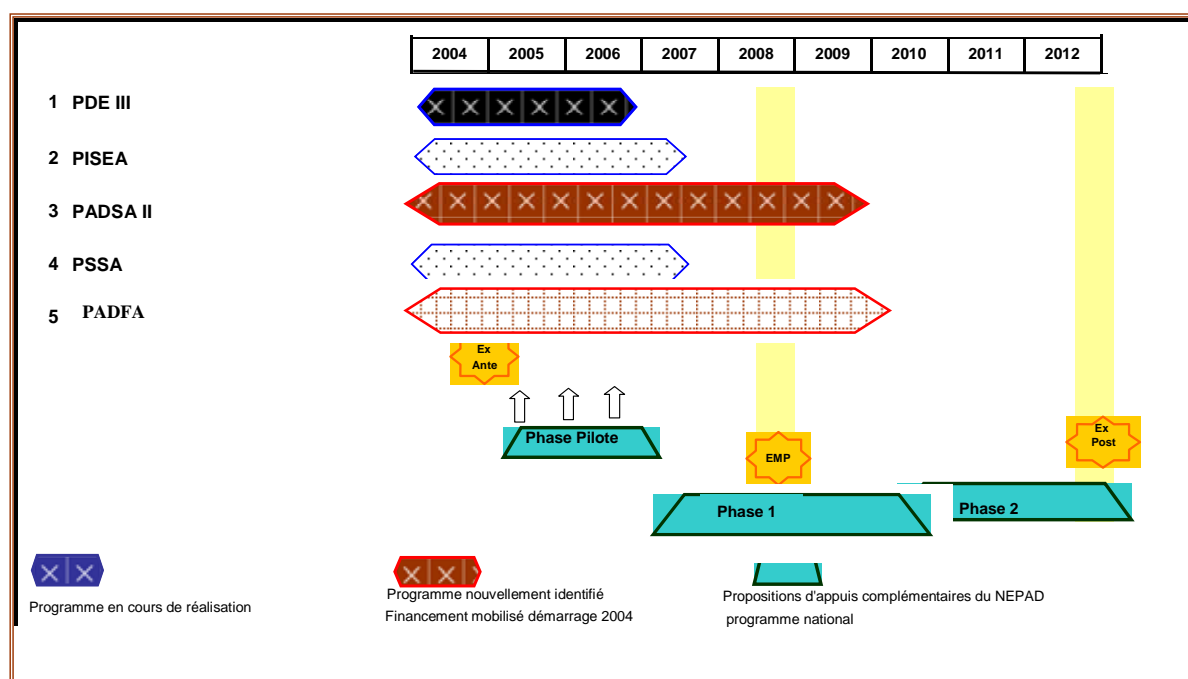 2004 2005 2006 2007 2008 2009 2010 2011 2012
1 PDE III
2 PISEA
3 PADSA II
4 PSSA
5 PADFA
Ex
Ante
Phase Pilote
EMP
Ex
Post
Phase 1
Phase 2
Programme en cours de réalisation
Programme nouvellement identifié
Financement mobilisé démarrage 2004
Propositions d'appuis complémentaires du NEPAD
programme national